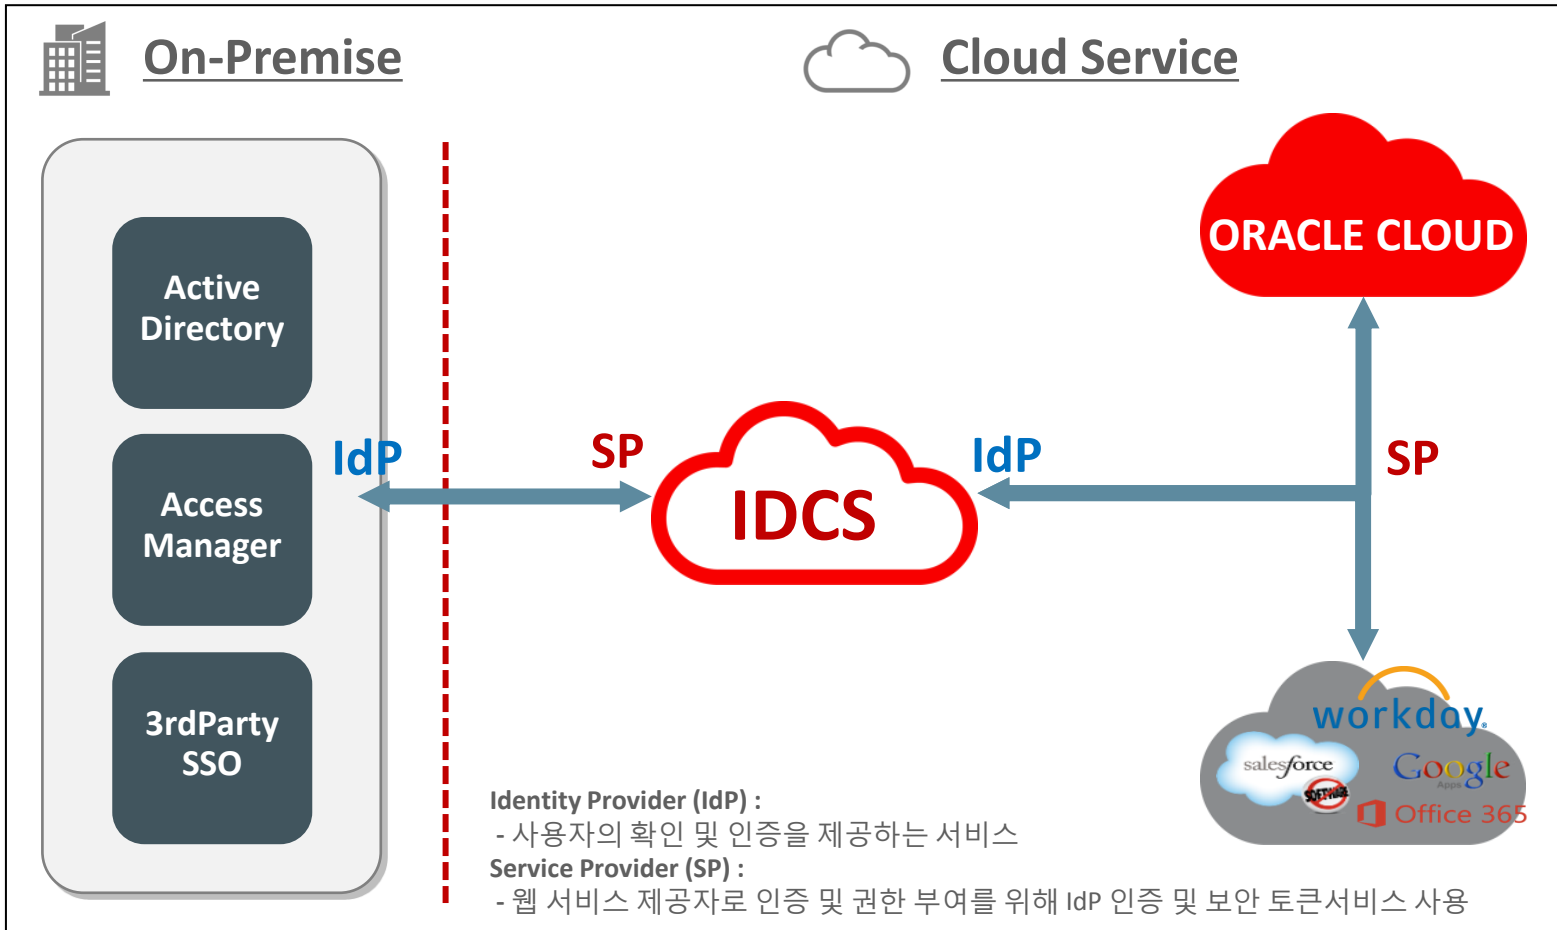 On-Premise
Cloud Service
ORACLE CLOUD
Active
Directory
IdP
SP
IdP
SP
IDCS
Access
Manager
3rdParty
SSO
workday®
salesforce
SOFTWARE
Google
Apps
Office 365
Identity Provider (IdP) :
- 사용자의 확인 및 인증을 제공하는 서비스
Service Provider (SP) :
- 웹 서비스 제공자로 인증 및 권한 부여를 위해 IdP 인증 및 보안 토큰서비스 사용